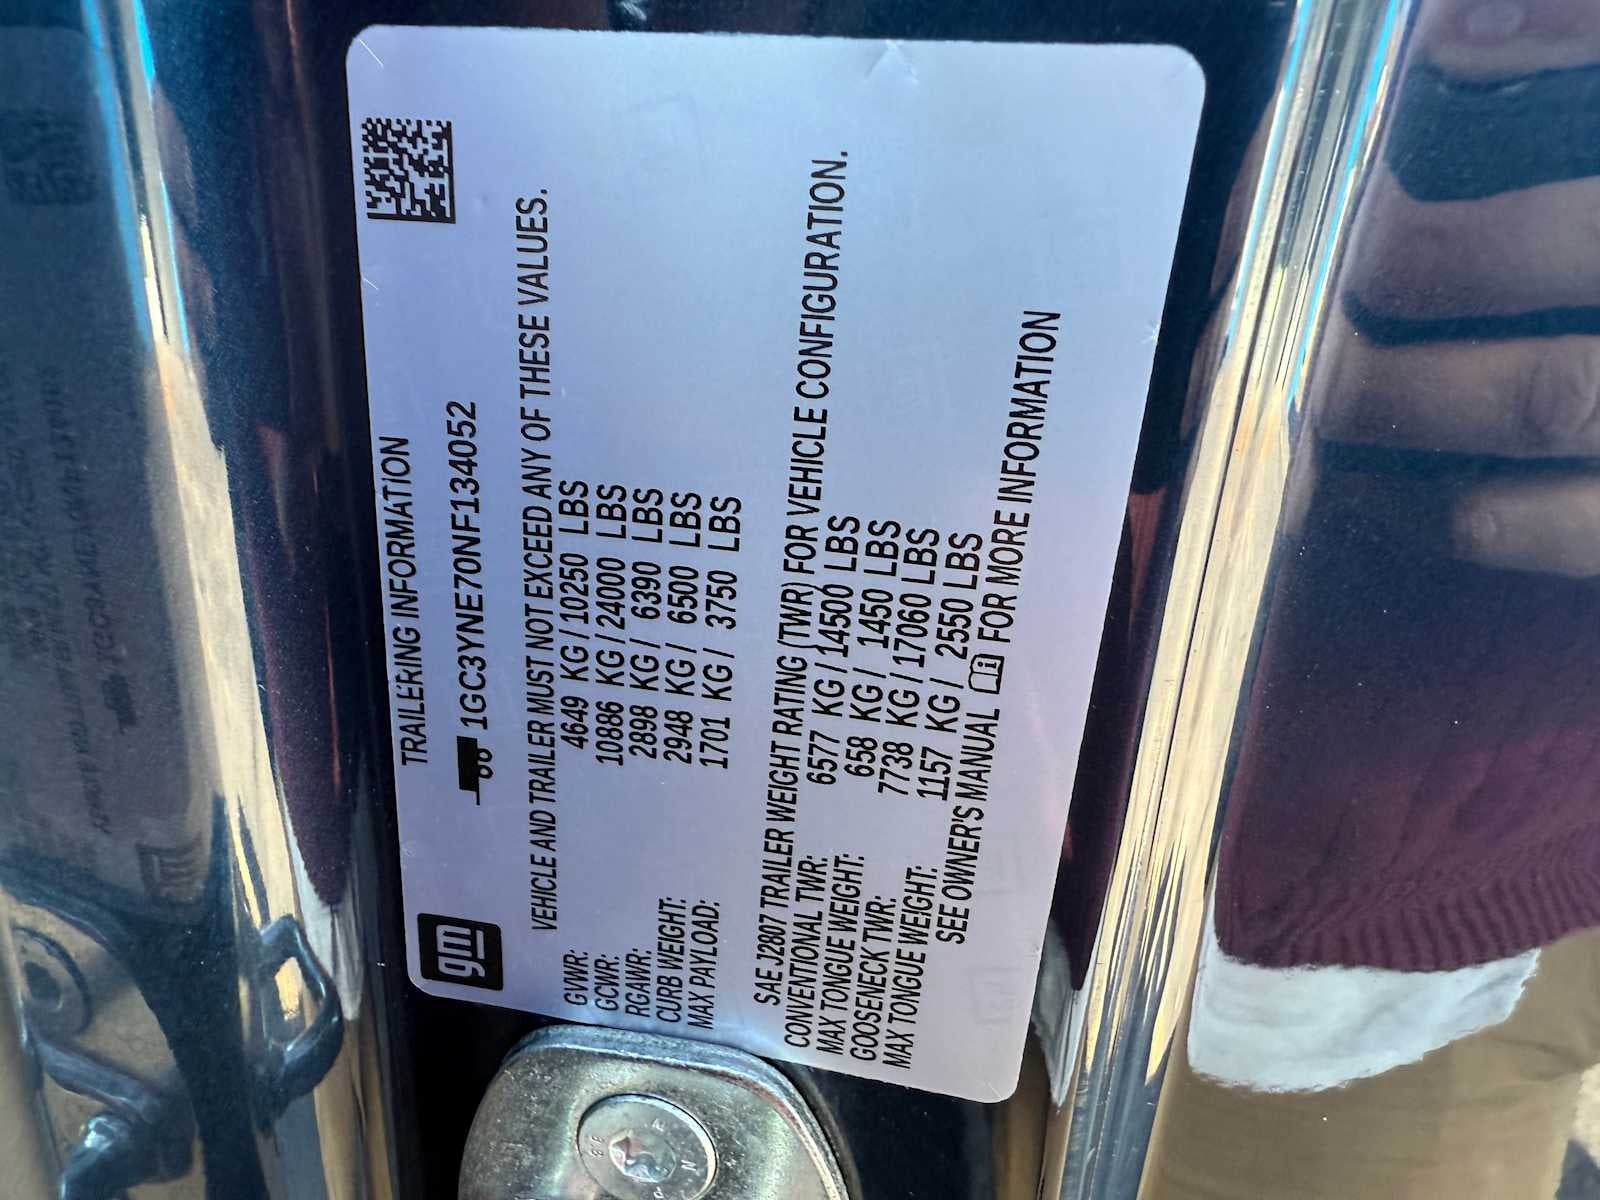 gm
TRAILERING INFORMATION
1GC3YNE70NF134052
VEHICLE AND TRAILER MUST NOT EXCEED ANY OF THESE VALUES.
GVWR: 4649 KG / 10250 LBS
GCWR: 10886 KG / 24000 LBS
RGAWR: 2898 KG / 6390 LBS
CURB WEIGHT: 2948 KG / 6500 LBS
MAX PAYLOAD: 1701 KG / 3750 LBS
SAE J2807 TRAILER WEIGHT RATING (TWR) FOR VEHICLE CONFIGURATION.
CONVENTIONAL TWR: 6577 KG / 14500 LBS
MAX TONGUE WEIGHT: 658 KG / 1450 LBS
GOOSENECK TWR: 7738 KG / 17060 LBS
MAX TONGUE WEIGHT: 1157 KG / 2550 LBS
SEE OWNER'S MANUAL FOR MORE INFORMATION